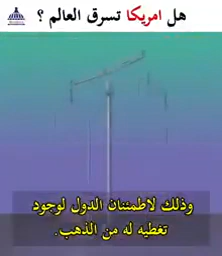 هل امريكا تسرق العالم ؟
وذلك لاطمئنان الدول لوجود
تغطيه له من الذهب.